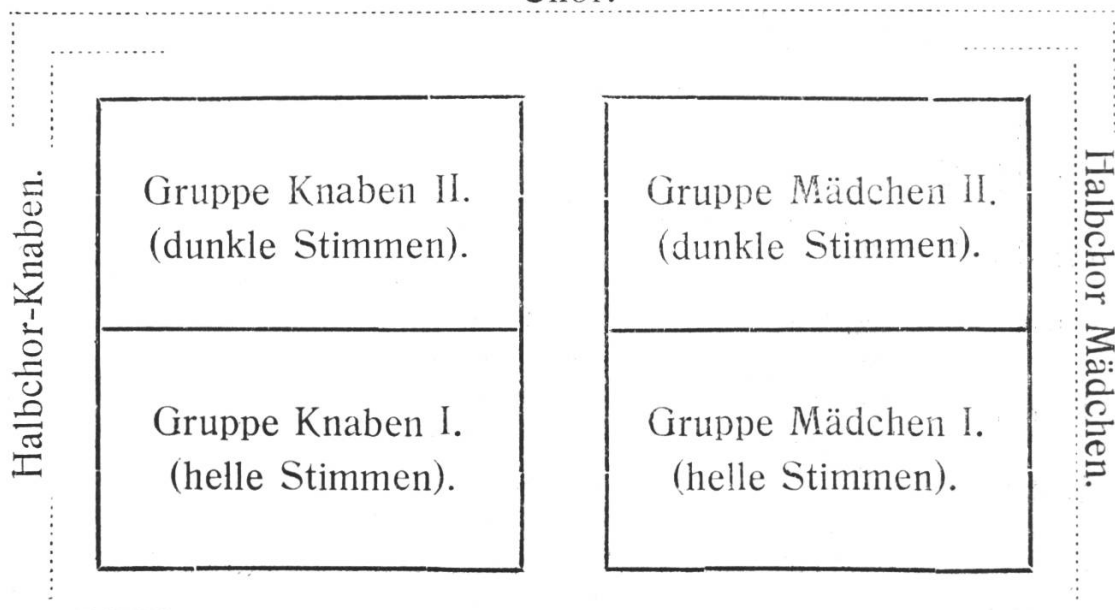 Halbchor-Knaben.
Gruppe Knaben II.
(dunkle Stimmen).
Gruppe Mädchen II.
(dunkle Stimmen).
Gruppe Knaben I.
(helle Stimmen).
Gruppe Mädchen I.
(helle Stimmen).
Halbchor Mädchen.